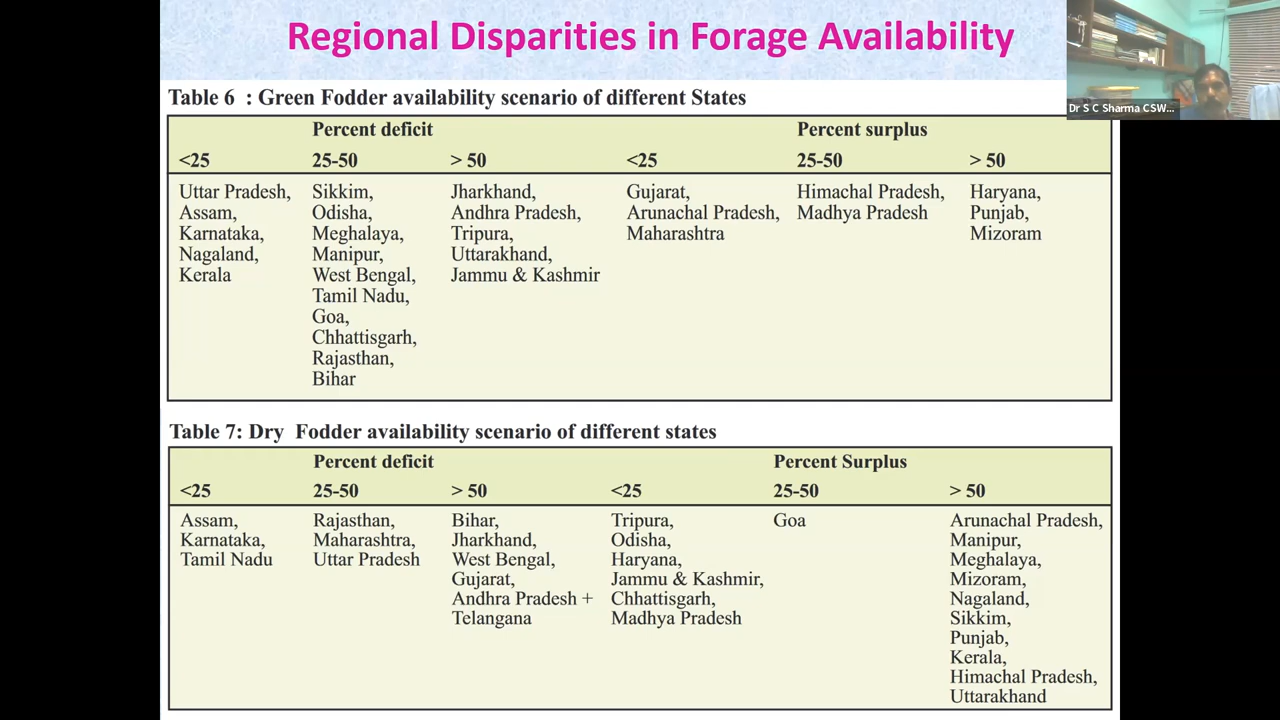 Regional Disparities in Forage Availability
Dr S C Sharma CSW...
Table 6 : Green Fodder availability scenario of different States
Percent deficit Percent surplus
<25 25-50 > 50 <25 25-50 > 50
Uttar Pradesh, Sikkim, Jharkhand, Gujarat, Himachal Pradesh, Haryana,
Assam, Odisha, Andhra Pradesh, Arunachal Pradesh, Madhya Pradesh Punjab,
Karnataka, Meghalaya, Tripura, Maharashtra Mizoram
Nagaland, Manipur, Uttarakhand,
Kerala West Bengal, Jammu & Kashmir
Tamil Nadu,
Goa,
Chhattisgarh,
Rajasthan,
Bihar
Table 7: Dry Fodder availability scenario of different states
Percent deficit Percent Surplus
<25 25-50 > 50 <25 25-50 > 50
Assam, Rajasthan, Bihar, Tripura, Goa Arunachal Pradesh,
Karnataka, Maharashtra, Jharkhand, Odisha, Manipur,
Tamil Nadu Uttar Pradesh West Bengal, Haryana, Meghalaya,
Gujarat, Jammu & Kashmir, Mizoram,
Andhra Pradesh + Chhattisgarh, Nagaland,
Telangana Madhya Pradesh Sikkim,
Punjab,
Kerala,
Himachal Pradesh,
Uttarakhand